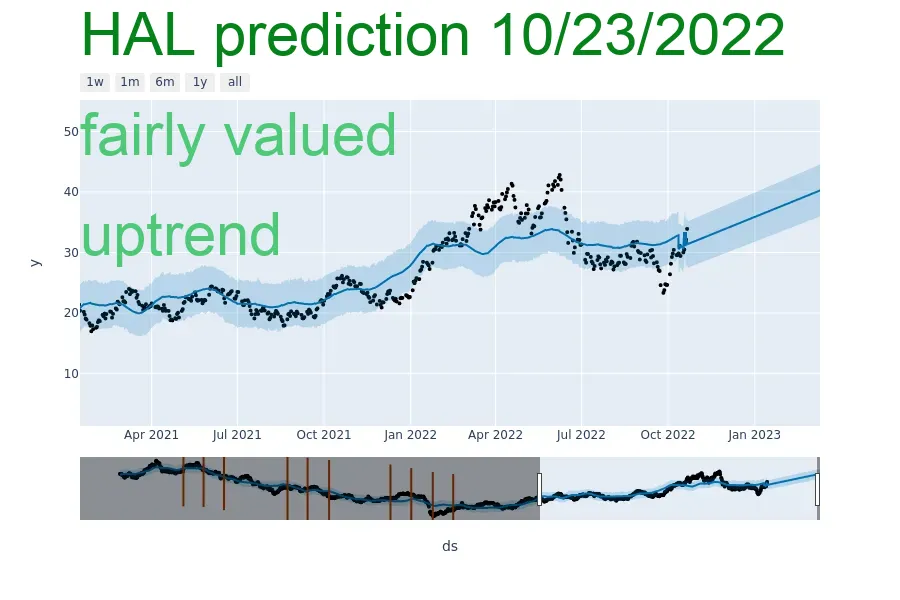 HAL prediction 10/23/2022
1w 1m 6m 1y all
fairly valued
uptrend
50
40
30
20
10
y
Apr 2021 Jul 2021 Oct 2021 Jan 2022 Apr 2022 Jul 2022 Oct 2022 Jan 2023
ds